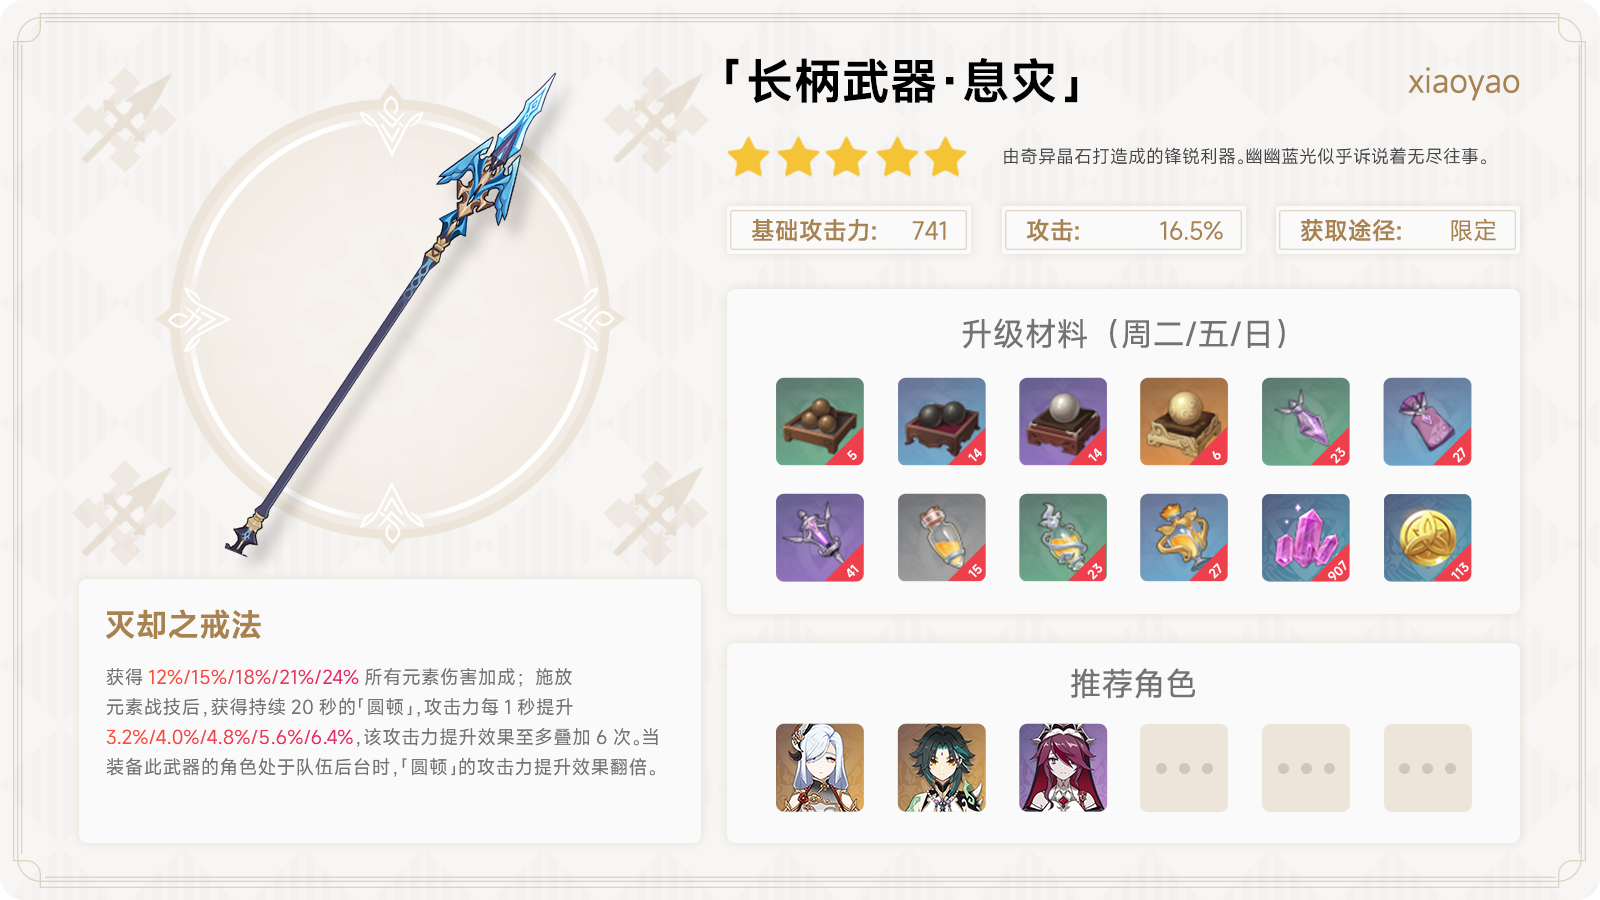 「长柄武器·息灾」
xiaoyao
由奇异晶石打造成的锋锐利器。幽幽蓝光似乎诉说着无尽往事。
基础攻击力: 741
攻击: 16.5%
获取途径: 限定
升级材料（周二/五/日）
5
14
14
6
23
27
41
15
23
27
907
113
灭却之戒法
获得 12%/15%/18%/21%/24% 所有元素伤害加成；施放
元素战技后,获得持续 20 秒的「圆顿」,攻击力每 1 秒提升
3.2%/4.0%/4.8%/5.6%/6.4%,该攻击力提升效果至多叠加 6 次。当
装备此武器的角色处于队伍后台时,「圆顿」的攻击力提升效果翻倍。
推荐角色